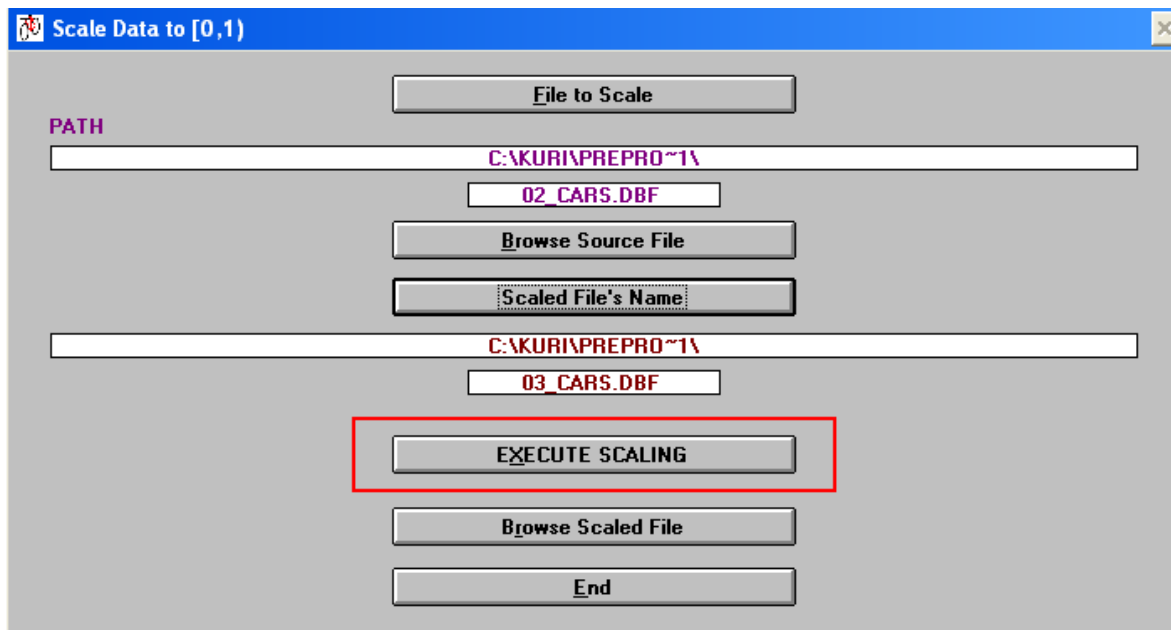 Scale Data to [0,1)
File to Scale
PATH
C:\KURI\PREPRO~1\
02_CARS.DBF
Browse Source File
Scaled File's Name
C:\KURI\PREPRO~1\
03_CARS.DBF
EXECUTE SCALING
Browse Scaled File
End